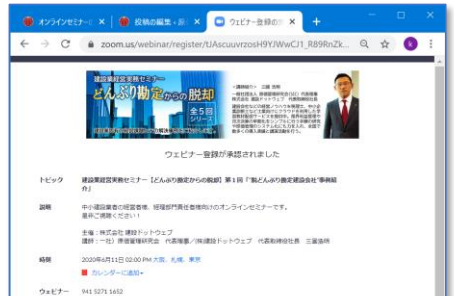 オンラインセミナー(
投稿の編集 ‹ 原
ウェビナー登録の
zoom.us/webinar/register/tJAscuuvrzosH9YJWwCJ1_R89RnZk...
建設業経営実務セミナー
どんぶり勘定からの脱却
全5回
シリーズ
<講師紹介> 三國 浩明
ウェビナー登録が承認されました
トピック 建設業経営実務セミナー【どんぶり勘定からの脱却】第1回「"脱どんぶり勘定建設会社"事例紹
介」
説明 中小建設業者の経営者様、経理部門責任者様向けのオンラインセミナーです。
是非ご視聴ください！
主催：株式会社 建設ドットウェブ
講師：一社）原価管理研究会 代表理事／(株)建設ドットウェブ 代表取締役社長 三國浩明
時間 2020年6月11日 02:00 PM 大阪、札幌、東京
カレンダーに追加
ウェビナー 941 5271 1652